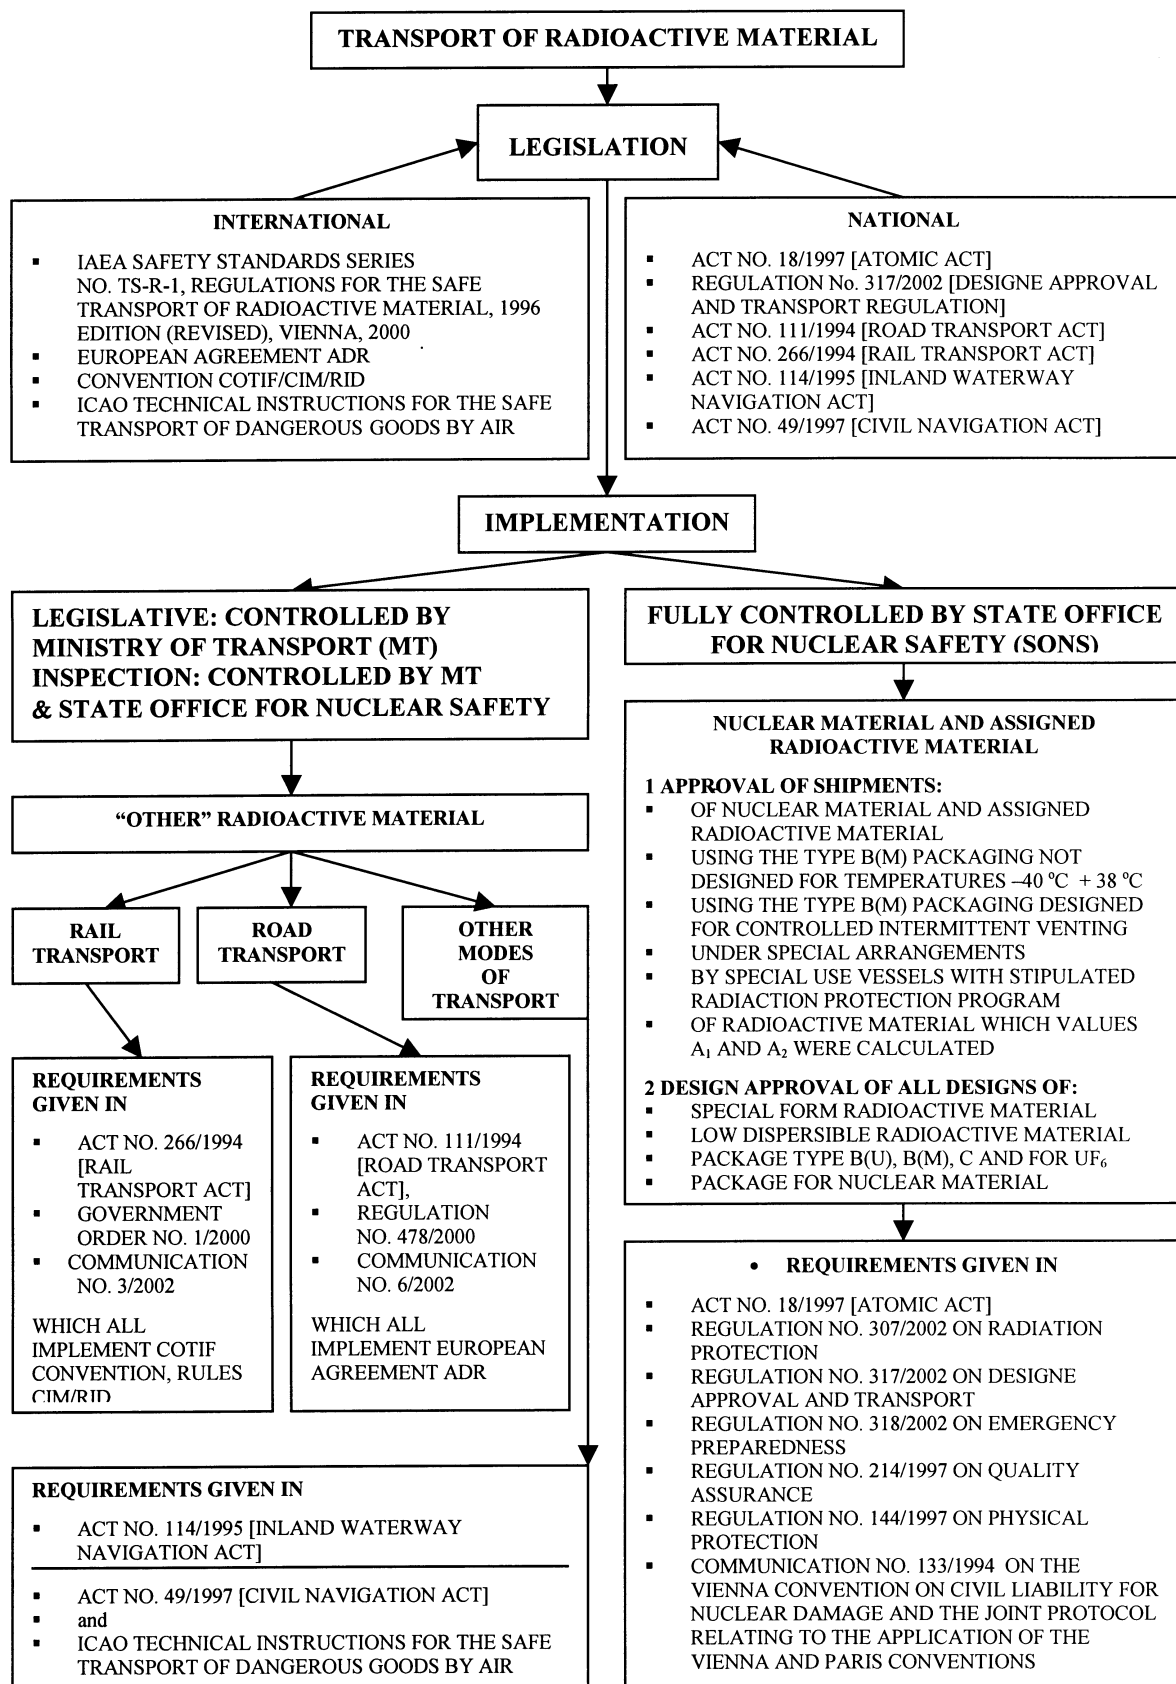 TRANSPORT OF RADIOACTIVE MATERIAL
LEGISLATION
INTERNATIONAL
▪ IAEA SAFETY STANDARDS SERIES
NO. TS-R-1, REGULATIONS FOR THE SAFE
TRANSPORT OF RADIOACTIVE MATERIAL, 1996
EDITION (REVISED), VIENNA, 2000
▪ EUROPEAN AGREEMENT ADR
▪ CONVENTION COTIF/CIM/RID
▪ ICAO TECHNICAL INSTRUCTIONS FOR THE SAFE
TRANSPORT OF DANGEROUS GOODS BY AIR
NATIONAL
▪ ACT NO. 18/1997 [ATOMIC ACT]
▪ REGULATION No. 317/2002 [DESIGNE APPROVAL
AND TRANSPORT REGULATION]
▪ ACT NO. 111/1994 [ROAD TRANSPORT ACT]
▪ ACT NO. 266/1994 [RAIL TRANSPORT ACT]
▪ ACT NO. 114/1995 [INLAND WATERWAY
NAVIGATION ACT]
▪ ACT NO. 49/1997 [CIVIL NAVIGATION ACT]
IMPLEMENTATION
LEGISLATIVE: CONTROLLED BY
MINISTRY OF TRANSPORT (MT)
INSPECTION: CONTROLLED BY MT
& STATE OFFICE FOR NUCLEAR SAFETY
“OTHER” RADIOACTIVE MATERIAL
RAIL
TRANSPORT
ROAD
TRANSPORT
OTHER
MODES
OF
TRANSPORT
REQUIREMENTS
GIVEN IN
▪ ACT NO. 266/1994
[RAIL
TRANSPORT ACT]
▪ GOVERNMENT
ORDER NO. 1/2000
▪ COMMUNICATION
NO. 3/2002
WHICH ALL
IMPLEMENT COTIF
CONVENTION, RULES
CIM/RID
REQUIREMENTS
GIVEN IN
▪ ACT NO. 111/1994
[ROAD TRANSPORT
ACT],
▪ REGULATION
NO. 478/2000
▪ COMMUNICATION
NO. 6/2002
WHICH ALL
IMPLEMENT EUROPEAN
AGREEMENT ADR
REQUIREMENTS GIVEN IN
▪ ACT NO. 114/1995 [INLAND WATERWAY
NAVIGATION ACT]
▪ ACT NO. 49/1997 [CIVIL NAVIGATION ACT]
▪ and
▪ ICAO TECHNICAL INSTRUCTIONS FOR THE SAFE
TRANSPORT OF DANGEROUS GOODS BY AIR
FULLY CONTROLLED BY STATE OFFICE
FOR NUCLEAR SAFETY (SONS)
NUCLEAR MATERIAL AND ASSIGNED
RADIOACTIVE MATERIAL
1 APPROVAL OF SHIPMENTS:
▪ OF NUCLEAR MATERIAL AND ASSIGNED
RADIOACTIVE MATERIAL
▪ USING THE TYPE B(M) PACKAGING NOT
DESIGNED FOR TEMPERATURES –40 °C + 38 °C
▪ USING THE TYPE B(M) PACKAGING DESIGNED
FOR CONTROLLED INTERMITTENT VENTING
▪ UNDER SPECIAL ARRANGEMENTS
▪ BY SPECIAL USE VESSELS WITH STIPULATED
RADIACTION PROTECTION PROGRAM
▪ OF RADIOACTIVE MATERIAL WHICH VALUES
A₁ AND A₂ WERE CALCULATED
2 DESIGN APPROVAL OF ALL DESIGNS OF:
▪ SPECIAL FORM RADIOACTIVE MATERIAL
▪ LOW DISPERSIBLE RADIOACTIVE MATERIAL
▪ PACKAGE TYPE B(U), B(M), C AND FOR UF₆
▪ PACKAGE FOR NUCLEAR MATERIAL
• REQUIREMENTS GIVEN IN
▪ ACT NO. 18/1997 [ATOMIC ACT]
▪ REGULATION NO. 307/2002 ON RADIATION
PROTECTION
▪ REGULATION NO. 317/2002 ON DESIGNE
APPROVAL AND TRANSPORT
▪ REGULATION NO. 318/2002 ON EMERGENCY
PREPAREDNESS
▪ REGULATION NO. 214/1997 ON QUALITY
ASSURANCE
▪ REGULATION NO. 144/1997 ON PHYSICAL
PROTECTION
▪ COMMUNICATION NO. 133/1994 ON THE
VIENNA CONVENTION ON CIVIL LIABILITY FOR
NUCLEAR DAMAGE AND THE JOINT PROTOCOL
RELATING TO THE APPLICATION OF THE
VIENNA AND PARIS CONVENTIONS